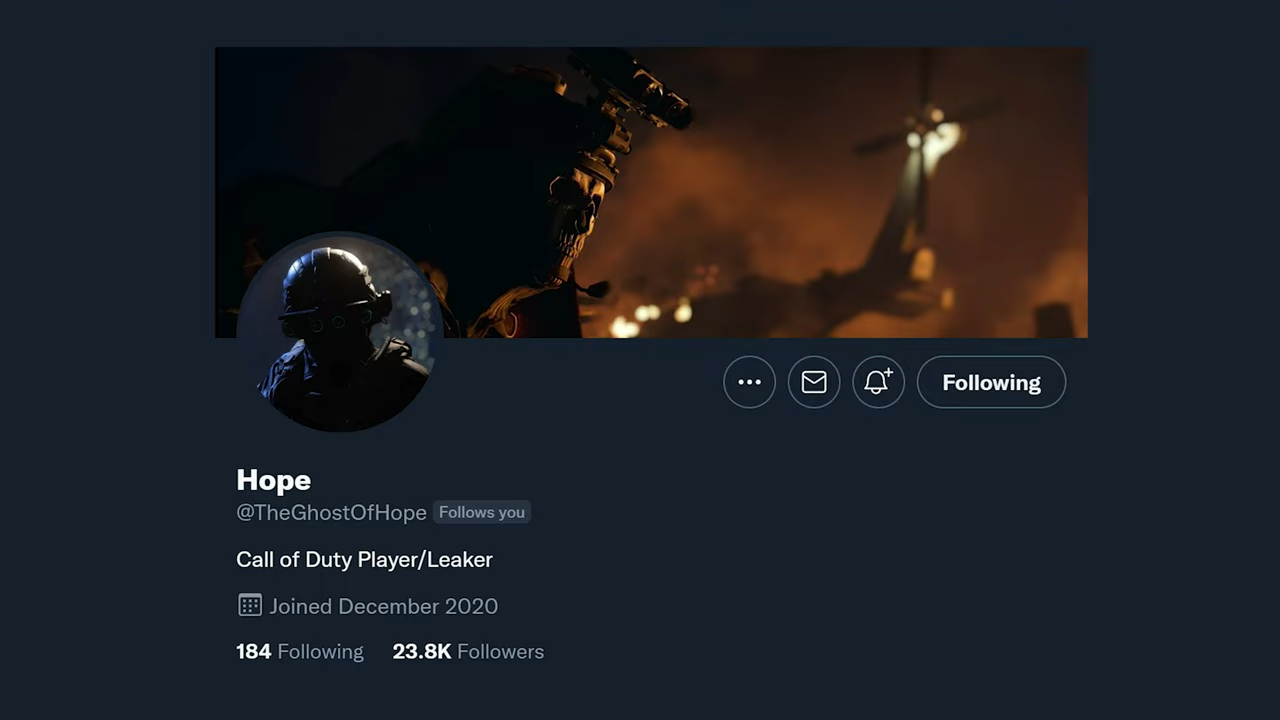 Following
Hope
@TheGhostOfHope Follows you
Call of Duty Player/Leaker
Joined December 2020
184 Following 23.8K Followers